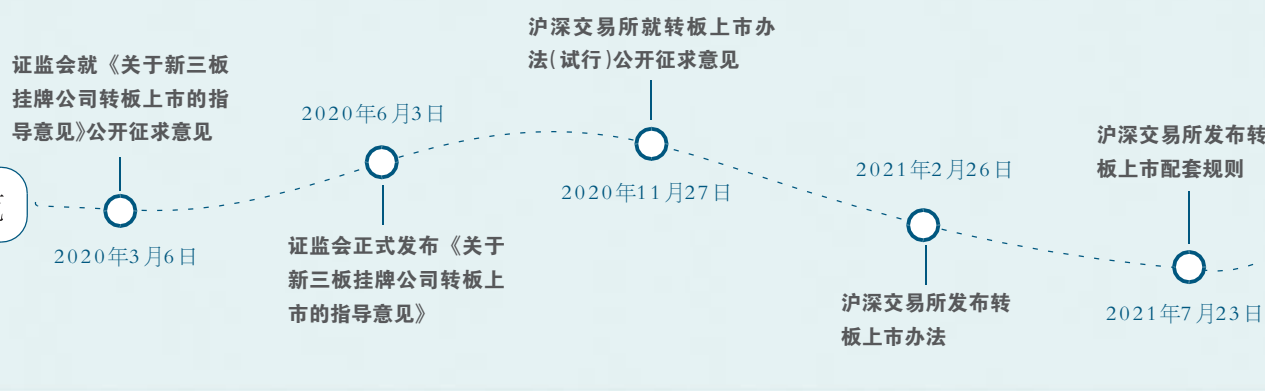 证监会就《关于新三板
挂牌公司转板上市的指
导意见》公开征求意见
2020年3月6日
2020年6月3日
证监会正式发布《关于
新三板挂牌公司转板上
市的指导意见》
沪深交易所就转板上市办
法(试行)公开征求意见
2020年11月27日
2021年2月26日
沪深交易所发布转
板上市办法
沪深交易所发布转
板上市配套规则
2021年7月23日